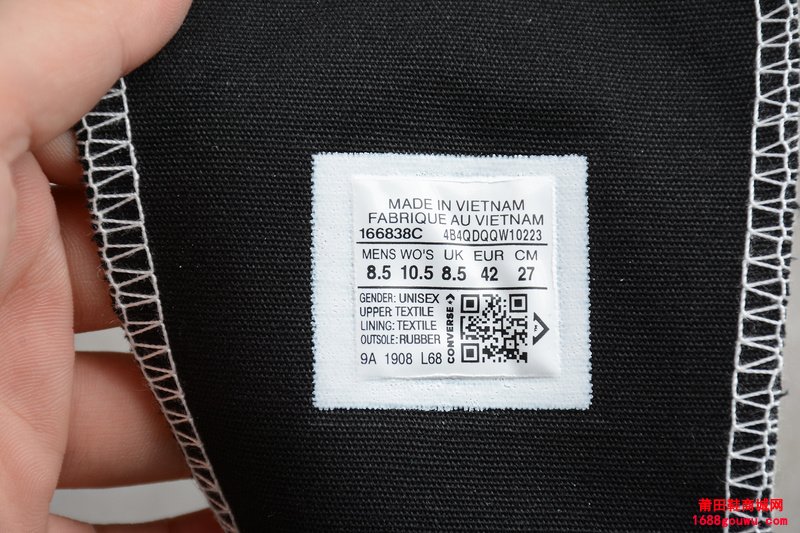 MADE IN VIETNAM
FABRIQUE AU VIETNAM
166838C 4B4QDQQW10223
MENS WO'S UK EUR CM
8.5 10.5 8.5 42 27
GENDER: UNISEX
UPPER: TEXTILE
LINING: TEXTILE
OUTSOLE: RUBBER
9A 1908 L68
CONVERSE
莆田鞋商城网
1688gouwu.com